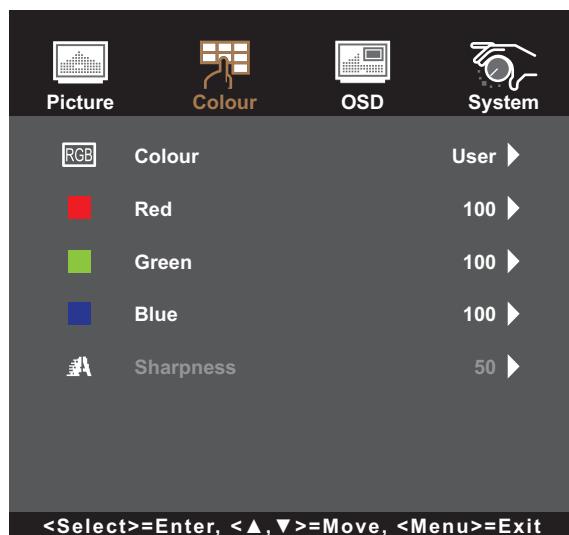 Picture Colour OSD System
RGB Colour User
Red 100
Green 100
Blue 100
Sharpness 50
<Select>=Enter, <▲,▼>=Move, <Menu>=Exit